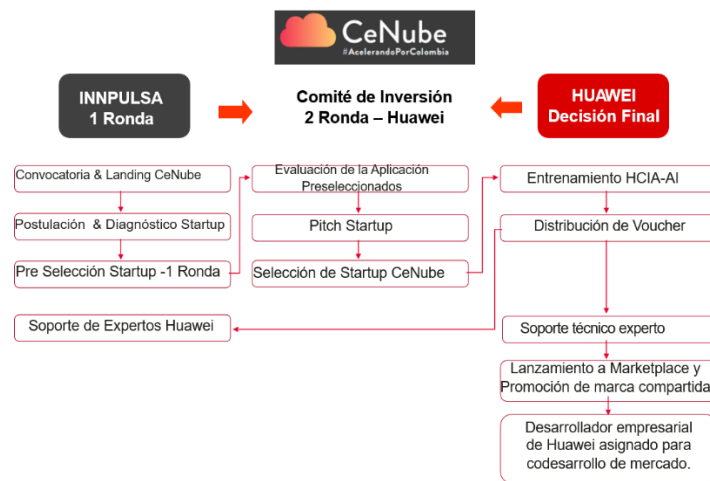 CeNube
#AcelerandoPorColombia
INNPULSA
1 Ronda
Comité de Inversión
2 Ronda – Huawei
HUAWEI
Decisión Final
Convocatoria & Landing CeNube
Postulación & Diagnóstico Startup
Pre Selección Startup -1 Ronda
Soporte de Expertos Huawei
Evaluación de la Aplicación
Preseleccionados
Pitch Startup
Selección de Startup CeNube
Entrenamiento HCIA-AI
Distribución de Voucher
Soporte técnico experto
Lanzamiento a Marketplace y
Promoción de marca compartida
Desarrollador empresarial
de Huawei asignado para
codesarrollo de mercado.